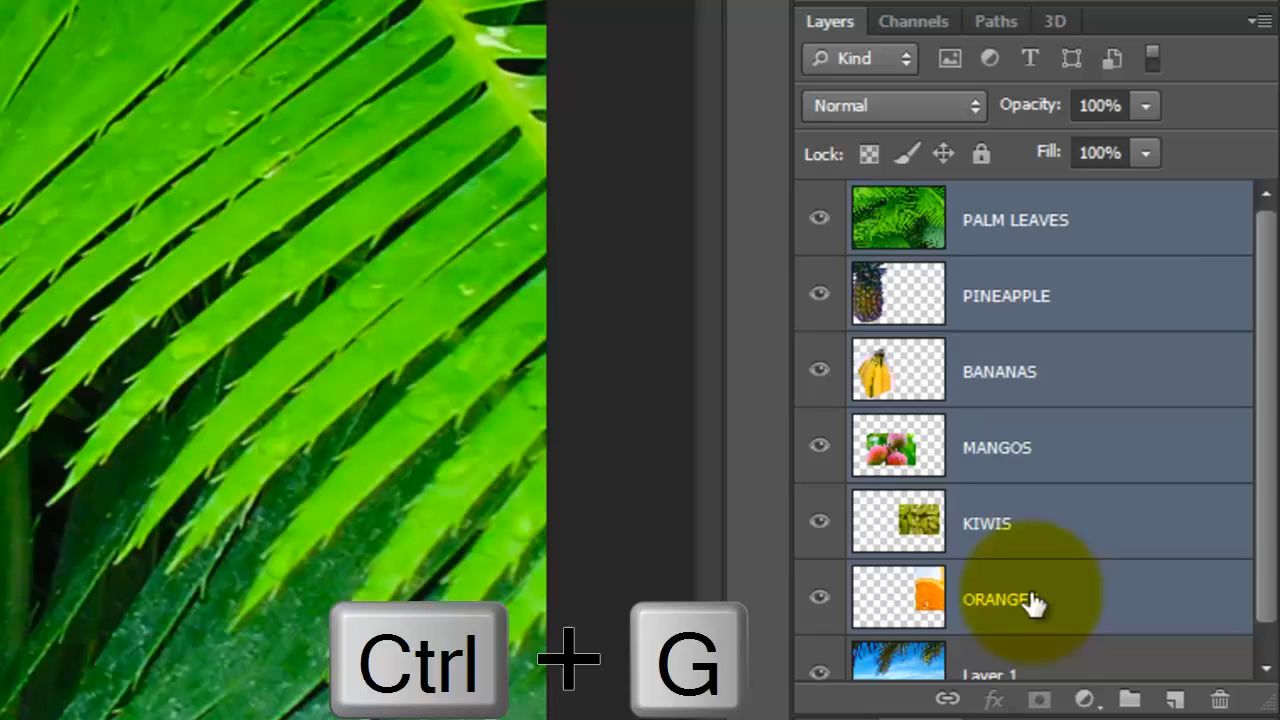 Layers Channels Paths 3D
Kind
Normal Opacity: 100%
Lock: Fill: 100%
PALM LEAVES
PINEAPPLE
BANANAS
MANGOS
KIWIS
ORANGE
Layer 1
fx
Ctrl + G